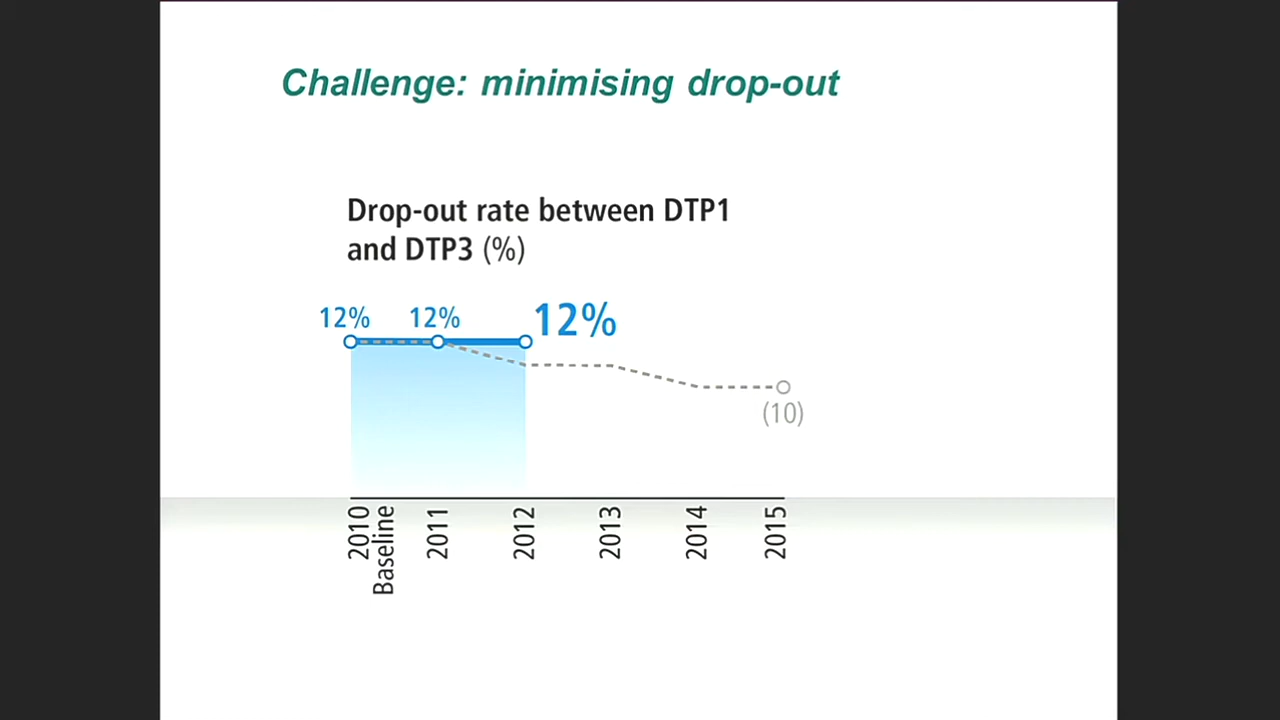 Challenge: minimising drop-out
Drop-out rate between DTP1
and DTP3 (%)
12%
12%
12%
(10)
2010
Baseline
2011
2012
2013
2014
2015